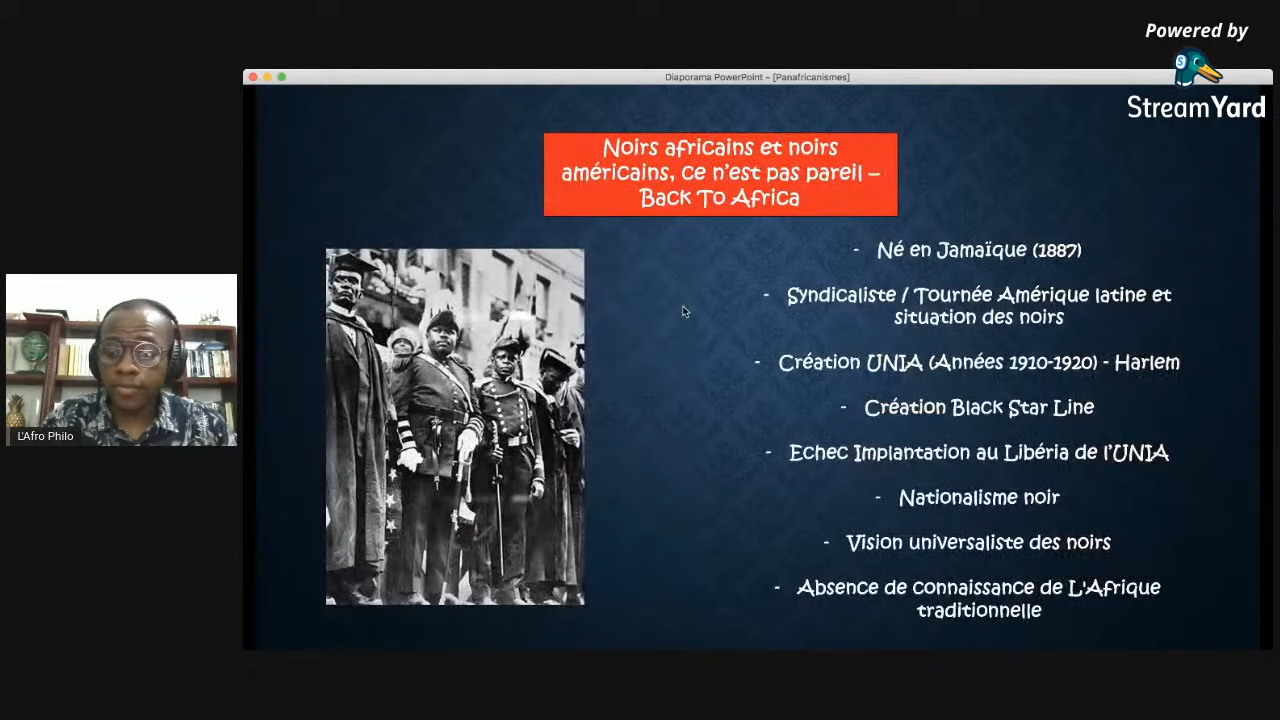 Powered by
StreamYard
Diaporama PowerPoint - [Panafricanismes]
Noirs africains et noirs
américains, ce n'est pas pareil –
Back To Africa
- Né en Jamaïque (1887)
- Syndicaliste / Tournée Amérique latine et
situation des noirs
- Création UNIA (Années 1910-1920) - Harlem
- Création Black Star Line
- Echec Implantation au Libéria de l'UNIA
- Nationalisme noir
- Vision universaliste des noirs
- Absence de connaissance de L'Afrique
traditionnelle
L'Afro Philo